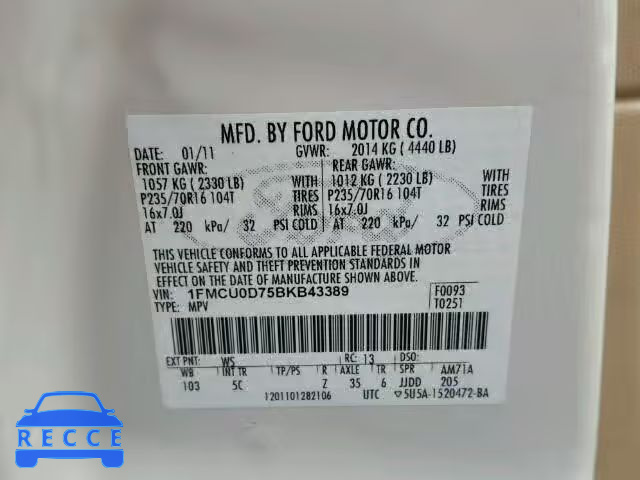 MFD. BY FORD MOTOR CO.
DATE: 01/11 GVWR: 2014 KG ( 4440 LB)
FRONT GAWR: REAR GAWR:
1057 KG ( 2330 LB) WITH 1012 KG ( 2230 LB) WITH
P235/70R16 104T TIRES P235/70R16 104T TIRES
16x7.0J RIMS 16x7.0J RIMS
AT 220 kPa/ 32 PSI COLD AT 220 kPa/ 32 PSI COLD
THIS VEHICLE CONFORMS TO ALL APPLICABLE FEDERAL MOTOR
VEHICLE SAFETY AND THEFT PREVENTION STANDARDS IN
EFFECT ON THE DATE OF MANUFACTURE SHOWN ABOVE.
VIN: 1FMCU0D75BKB43389 F0093
TYPE: MPV T0251
EXT PNT: WS RC: 13 DSO:
WB INT TR TP/PS R AXLE TR SPR AM71A
103 5C Z 35 6 JJDD 205
1201101282106 UTC ▽5U5A-1520472-BA
RECCE